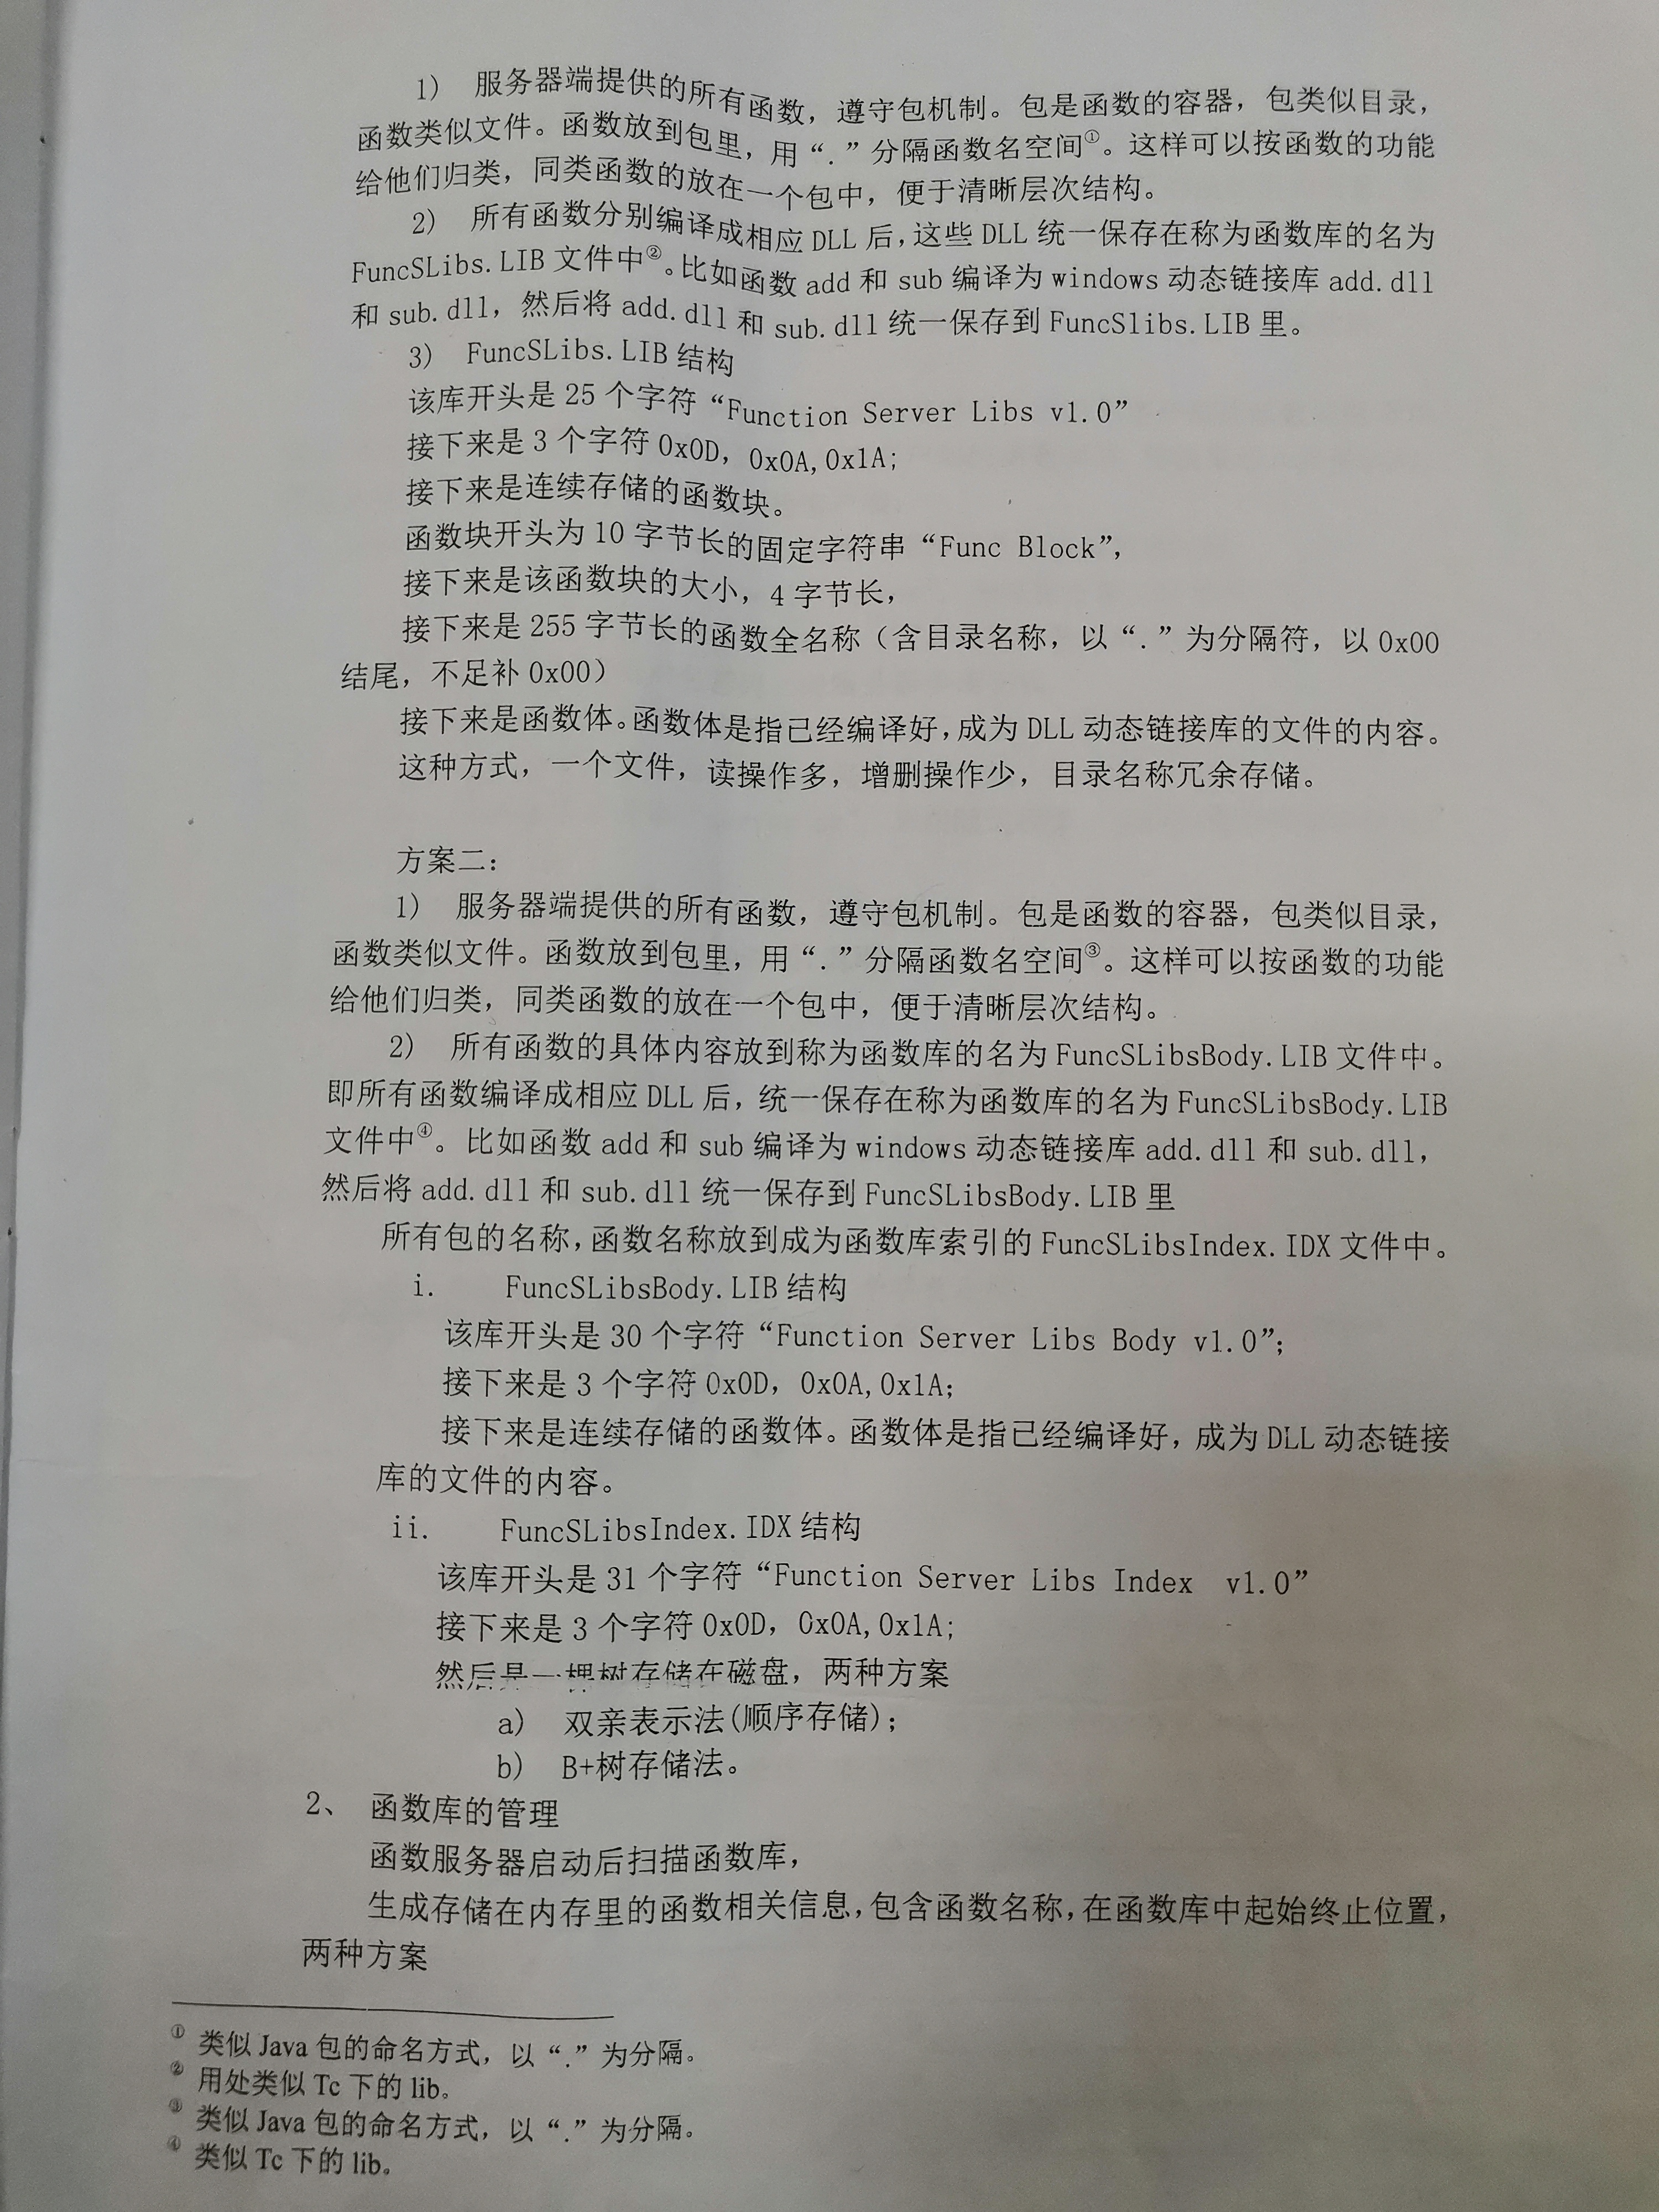 1) 服务器端提供的所有函数，遵守包机制。包是函数的容器，包类似目录，
函数类似文件。函数放到包里，用“.”分隔函数名空间①。这样可以按函数的功能
给他们归类，同类函数的放在一个包中，便于清晰层次结构。
2) 所有函数分别编译成相应 DLL 后，这些 DLL 统一保存在称为函数库的名为
FuncSLibs.LIB 文件中②。比如函数 add 和 sub 编译为 windows 动态链接库 add.dll
和 sub.dll，然后将 add.dll 和 sub.dll 统一保存到 FuncSlibs.LIB 里。
3) FuncSLibs.LIB 结构
该库开头是 25 个字符“Function Server Libs v1.0”
接下来是 3 个字符 0x0D，0x0A,0x1A;
接下来是连续存储的函数块。
函数块开头为 10 字节长的固定字符串“Func Block”，
接下来是该函数块的大小，4 字节长，
接下来是 255 字节长的函数全名称（含目录名称，以“.”为分隔符，以 0x00
结尾，不足补 0x00）
接下来是函数体。函数体是指已经编译好，成为 DLL 动态链接库的文件的内容。
这种方式，一个文件，读操作多，增删操作少，目录名称冗余存储。
方案二：
1) 服务器端提供的所有函数，遵守包机制。包是函数的容器，包类似目录，
函数类似文件。函数放到包里，用“.”分隔函数名空间③。这样可以按函数的功能
给他们归类，同类函数的放在一个包中，便于清晰层次结构。
2) 所有函数的具体内容放到称为函数库的名为 FuncSLibsBody.LIB 文件中。
即所有函数编译成相应 DLL 后，统一保存在称为函数库的名为 FuncSLibsBody.LIB
文件中④。比如函数 add 和 sub 编译为 windows 动态链接库 add.dll 和 sub.dll，
然后将 add.dll 和 sub.dll 统一保存到 FuncSLibsBody.LIB 里
所有包的名称，函数名称放到成为函数库索引的 FuncSLibsIndex.IDX 文件中。
i. FuncSLibsBody.LIB 结构
该库开头是 30 个字符“Function Server Libs Body v1.0”；
接下来是 3 个字符 0x0D，0x0A,0x1A；
接下来是连续存储的函数体。函数体是指已经编译好，成为 DLL 动态链接
库的文件的内容。
ii. FuncSLibsIndex.IDX 结构
该库开头是 31 个字符“Function Server Libs Index  v1.0”
接下来是 3 个字符 0x0D，0x0A,0x1A;
然后是一棵树存储在磁盘，两种方案
a) 双亲表示法(顺序存储)；
b) B+树存储法。
2、 函数库的管理
函数服务器启动后扫描函数库，
生成存储在内存里的函数相关信息，包含函数名称，在函数库中起始终止位置，
两种方案
① 类似 Java 包的命名方式，以“.”为分隔。
② 用处类似 Tc 下的 lib。
③ 类似 Java 包的命名方式，以“.”为分隔。
④ 类似 Tc 下的 lib。